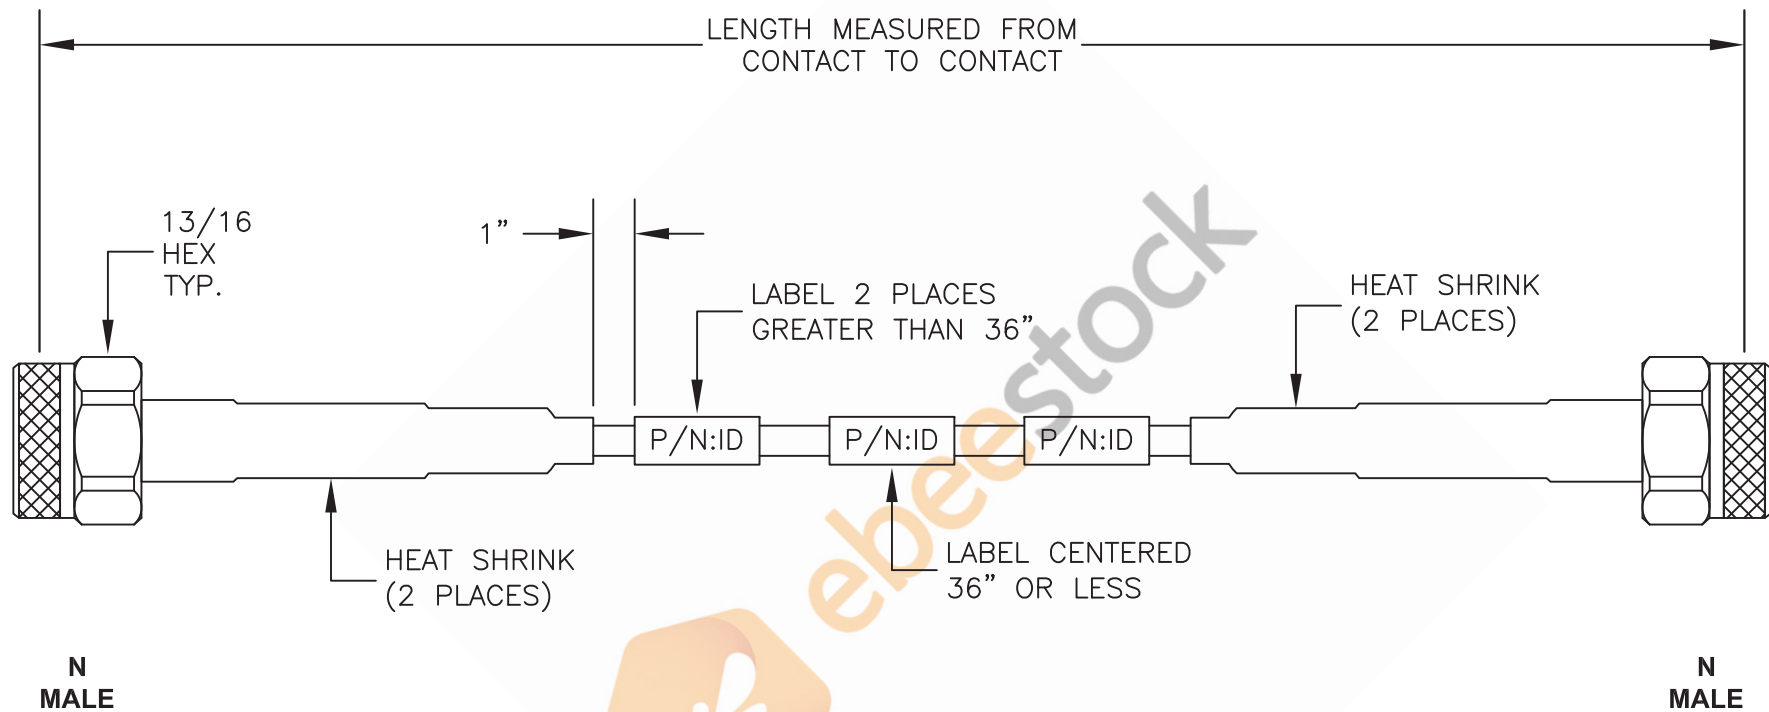 LENGTH MEASURED FROM
CONTACT TO CONTACT
13/16
HEX
TYP.
1”
LABEL 2 PLACES
GREATER THAN 36”
HEAT SHRINK
(2 PLACES)
P/N:ID
P/N:ID
P/N:ID
HEAT SHRINK
(2 PLACES)
LABEL CENTERED
36” OR LESS
ebeestock
N
MALE
N
MALE